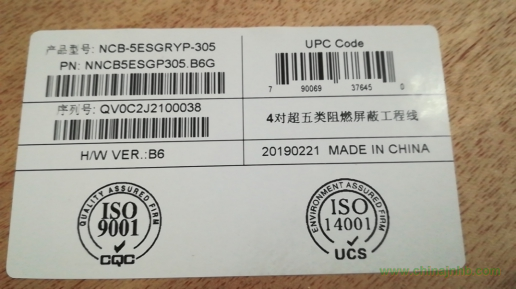 产品型号: NCB-5ESGRYP-305
PN: NNCB5ESGP305.B6G
UPC Code
7 90069 37645 0
序列号: QV0C2J2100038
4对超五类阻燃屏蔽工程线
H/W VER.:B6
20190221 MADE IN CHINA
QUALITY ASSURED FIRM
ISO
9001
CQC
ENVIRONMENT ASSURED FIRM
ISO
14001
UCS